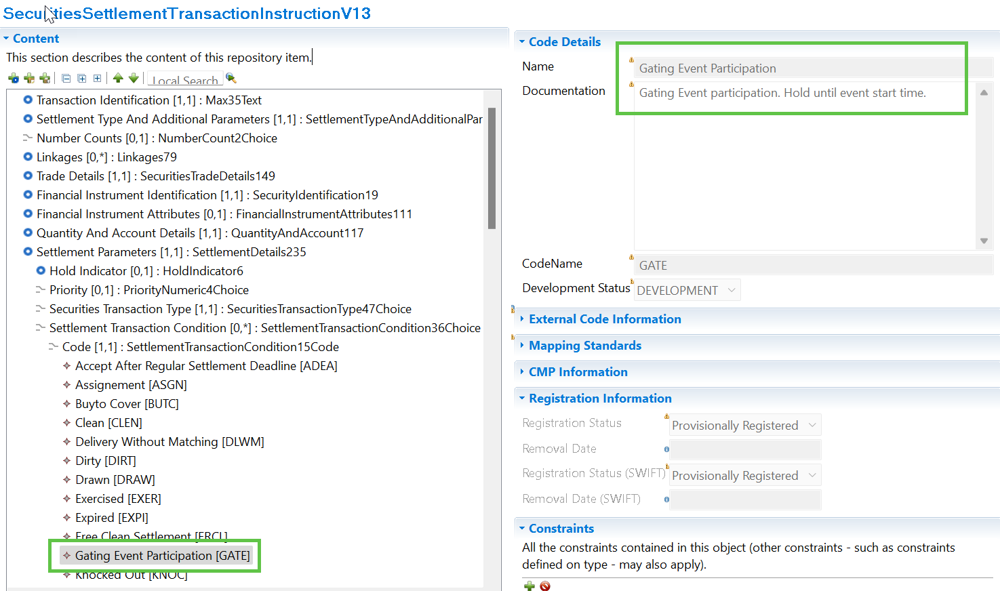 SecuritiesSettlementTransactionInstructionV13
Content
This section describes the content of this repository item.
Local Search
Transaction Identification [1,1] : Max35Text
Settlement Type And Additional Parameters [1,1] : SettlementTypeAndAdditionalPar
Number Counts [0,1] : NumberCount2Choice
Linkages [0,*] : Linkages79
Trade Details [1,1] : SecuritiesTradeDetails149
Financial Instrument Identification [1,1] : SecurityIdentification19
Financial Instrument Attributes [0,1] : FinancialInstrumentAttributes111
Quantity And Account Details [1,1] : QuantityAndAccount117
Settlement Parameters [1,1] : SettlementDetails235
Hold Indicator [0,1] : HoldIndicator6
Priority [0,1] : PriorityNumeric4Choice
Securities Transaction Type [1,1] : SecuritiesTransactionType47Choice
Settlement Transaction Condition [0,*] : SettlementTransactionCondition36Choice
Code [1,1] : SettlementTransactionCondition15Code
Accept After Regular Settlement Deadline [ADEA]
Assignement [ASGN]
Buyto Cover [BUTC]
Clean [CLEN]
Delivery Without Matching [DLWM]
Dirty [DIRT]
Drawn [DRAW]
Exercised [EXER]
Expired [EXPI]
Free Clean Settlement [FRCL]
Gating Event Participation [GATE]
Knocked Out [KNOC]
Code Details
Name
Gating Event Participation
Documentation
Gating Event participation. Hold until event start time.
CodeName
GATE
Development Status
DEVELOPMENT
External Code Information
Mapping Standards
CMP Information
Registration Information
Registration Status
Provisionally Registered
Removal Date
Registration Status (SWIFT)
Provisionally Registered
Removal Date (SWIFT)
Constraints
All the constraints contained in this object (other constraints - such as constraints
defined on type - may also apply).